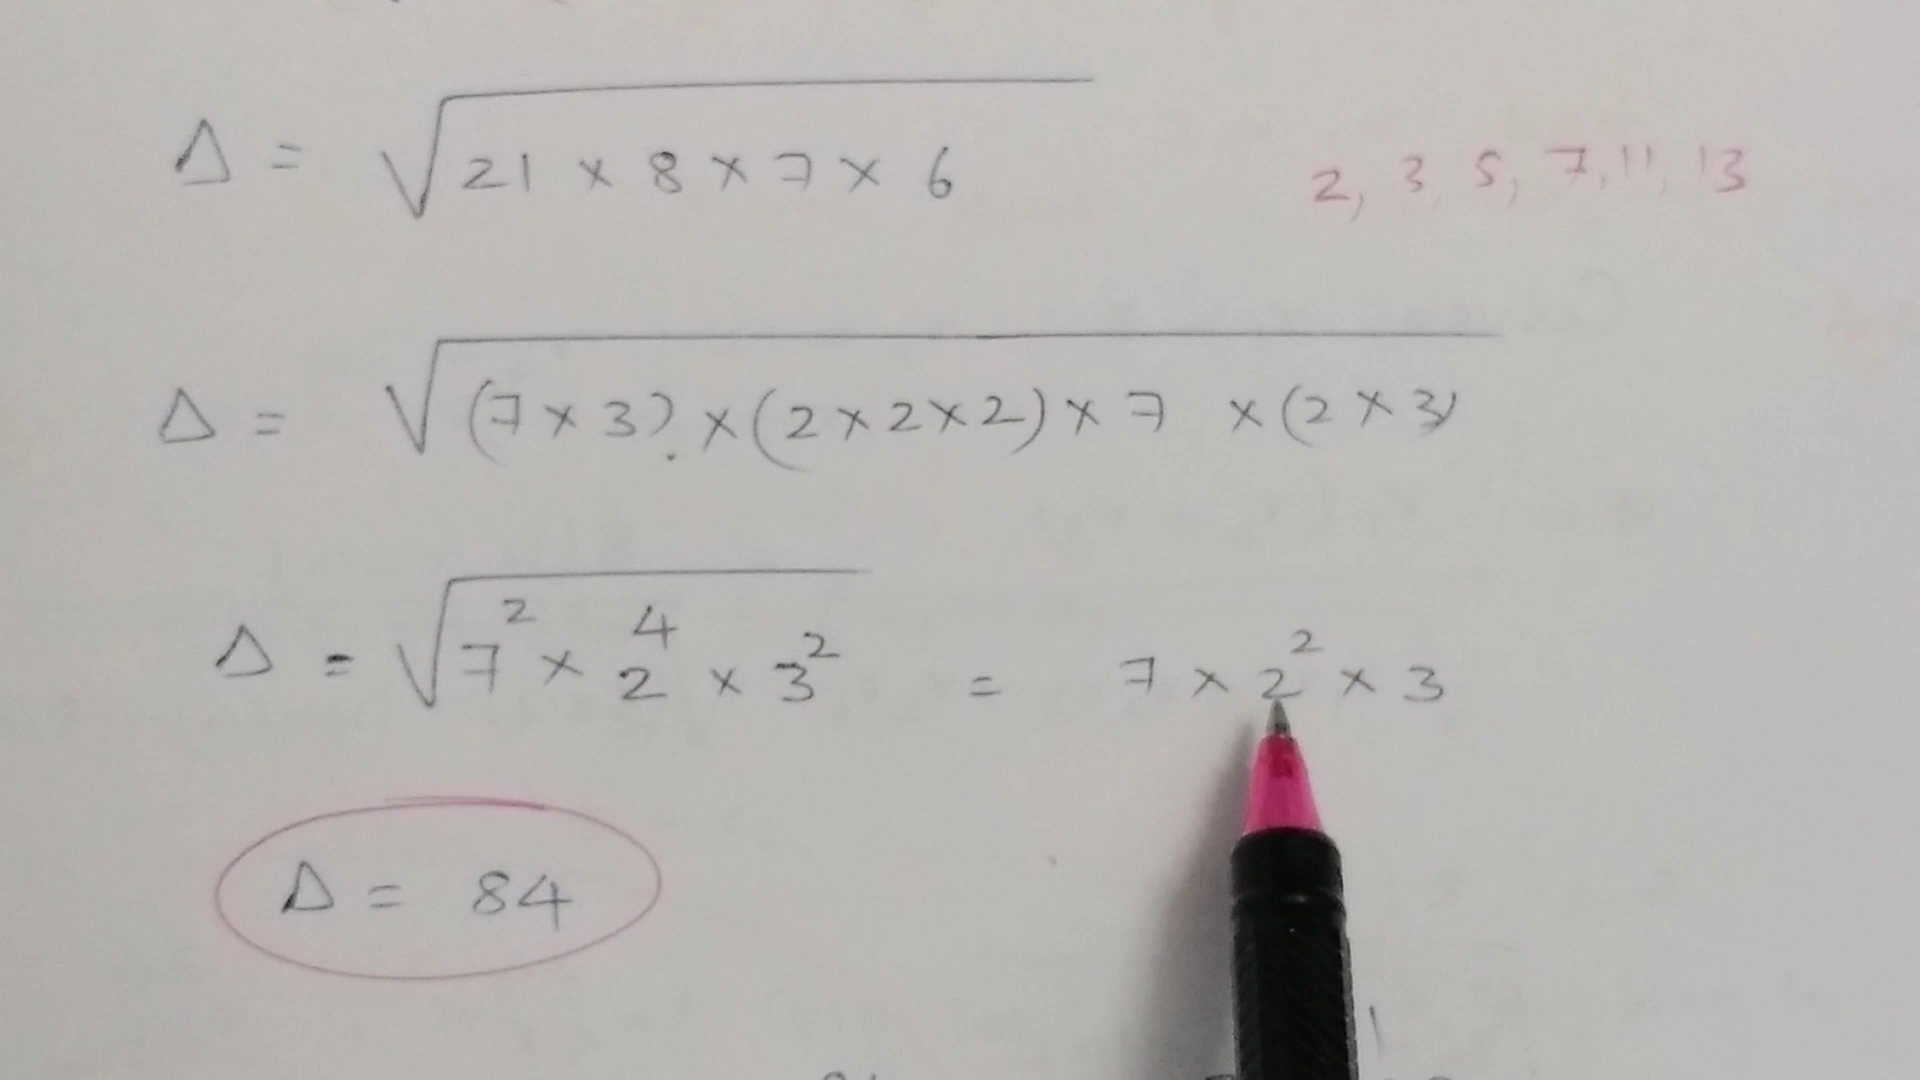 Δ = √21 × 8 × 7 × 6
2, 3, 5, 7, 11, 13
Δ = √(7 × 3) × (2 × 2 × 2) × 7 × (2 × 3)
Δ = √7² × 2⁴ × 3² = 7 × 2² × 3
Δ = 84